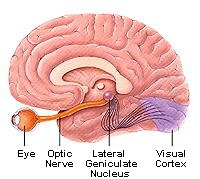 Eye Optic Lateral Visual
Nerve Geniculate Cortex
Nucleus